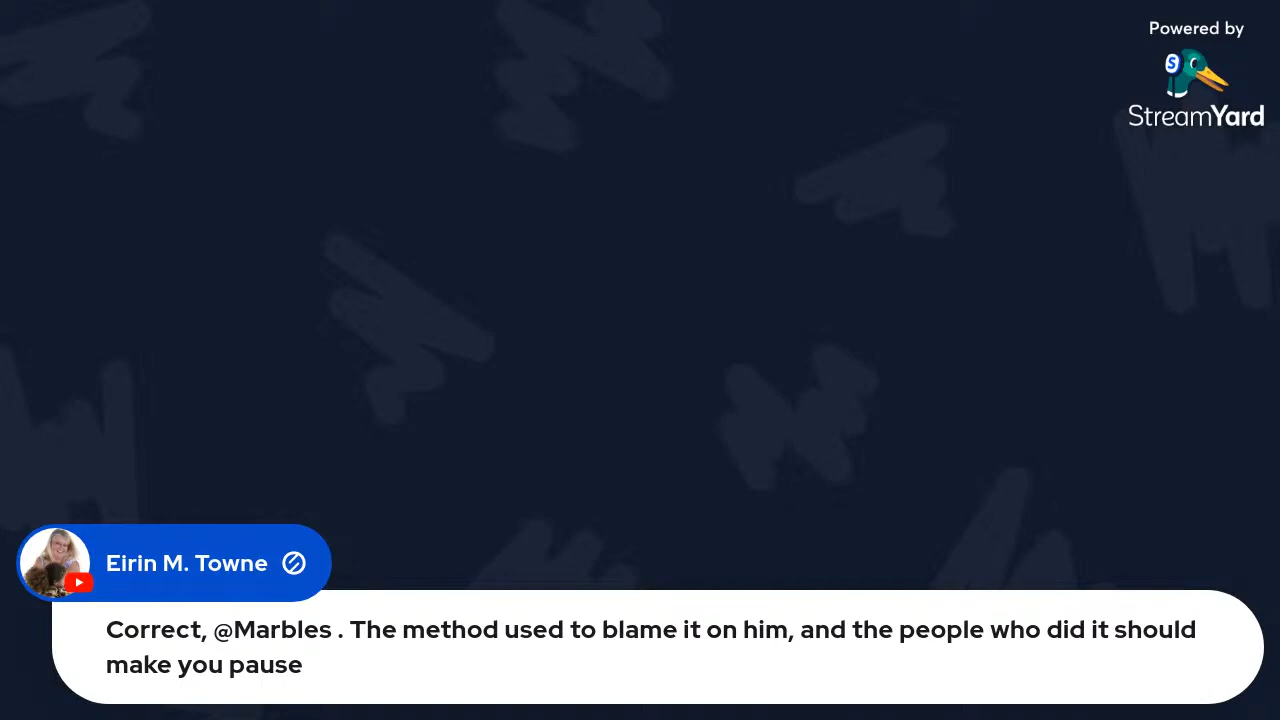 Powered by
S
StreamYard
Eirin M. Towne
Correct, @Marbles . The method used to blame it on him, and the people who did it should
make you pause